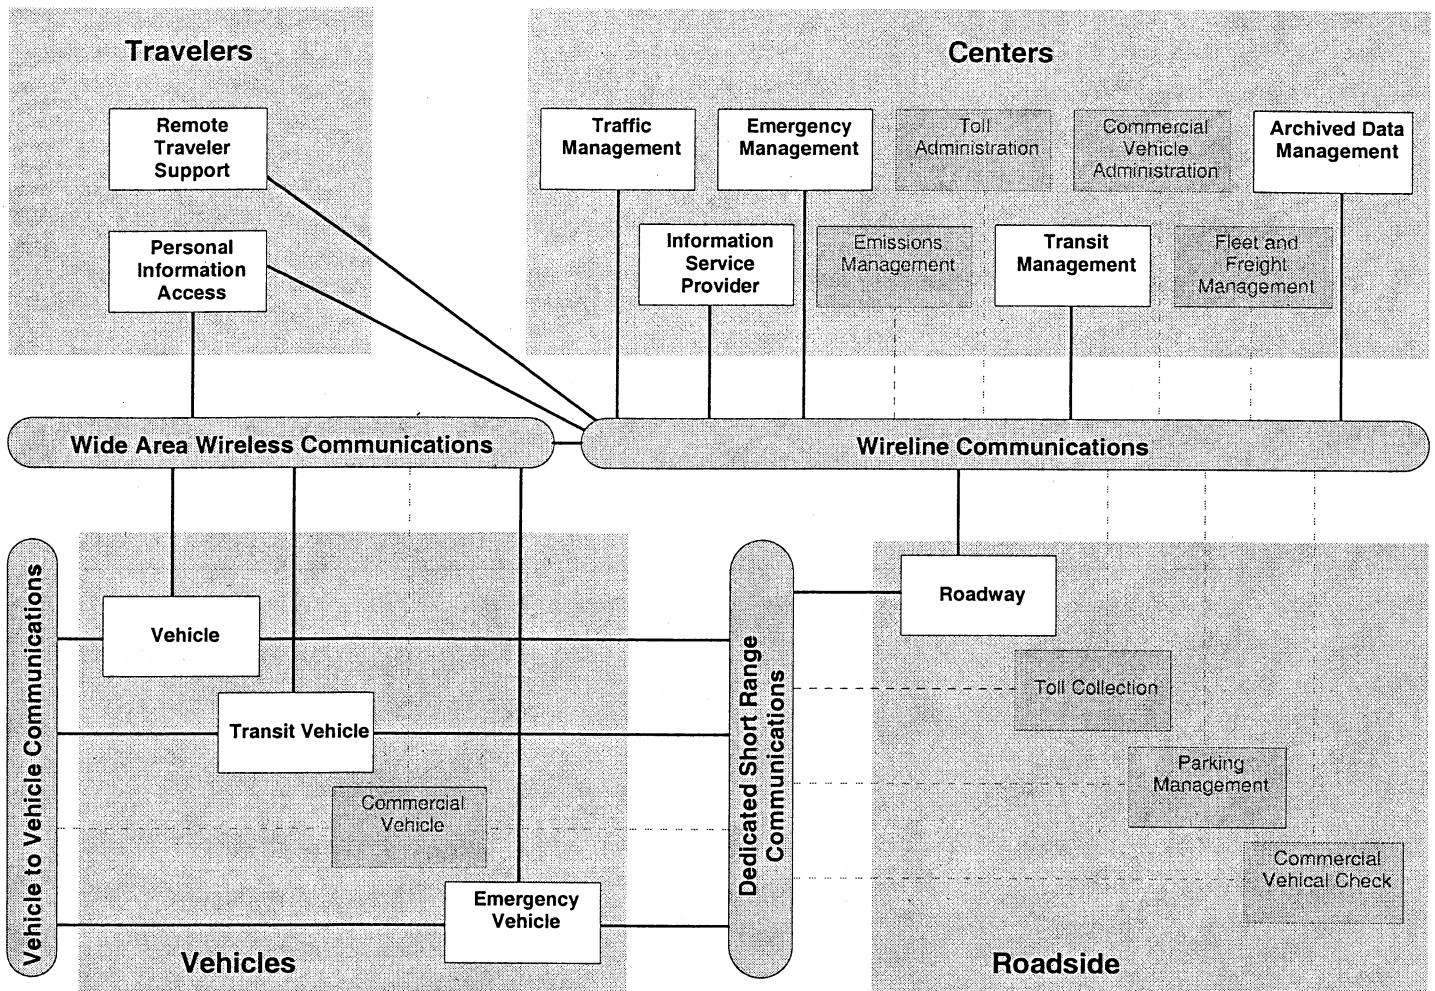 Travelers
Remote
Traveler
Support
Personal
Information
Access
Centers
Traffic
Management
Emergency
Management
Toll
Administration
Commercial
Vehicle
Administration
Archived Data
Management
Information
Service
Provider
Emissions
Management
Transit
Management
Fleet and
Freight
Management
Wide Area Wireless Communications
Wireline Communications
Vehicle to Vehicle Communications
Vehicle
Transit Vehicle
Commercial
Vehicle
Emergency
Vehicle
Vehicles
Dedicated Short Range
Communications
Roadway
Toll Collection
Parking
Management
Commercial
Vehical Check
Roadside